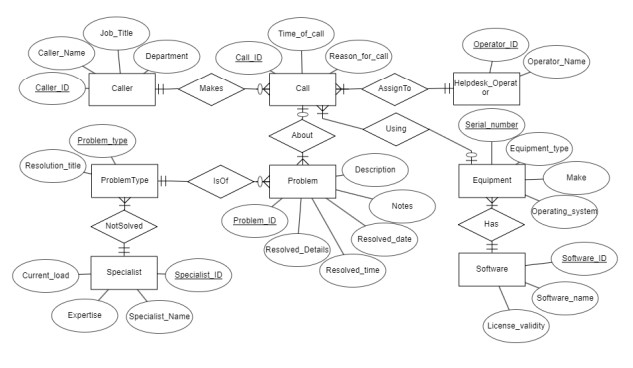 Job_Title
Time_of_call
Caller_Name
Department
Call_ID
Reason_for_call
Operator_ID
Operator_Name
Caller_ID
Caller
Makes
Call
AssignTo
Helpdesk_Operat
or
Problem_type
About
Using
Serial_number
Resolution_title
Equipment_type
ProblemType
IsOf
Problem
Description
Equipment
Make
Notes
Problem_ID
Operating_system
NotSolved
Has
Resolved_Details
Resolved_date
Resolved_time
Current_load
Specialist
Specialist_ID
Software
Software_ID
Expertise
Specialist_Name
Software_name
License_validity